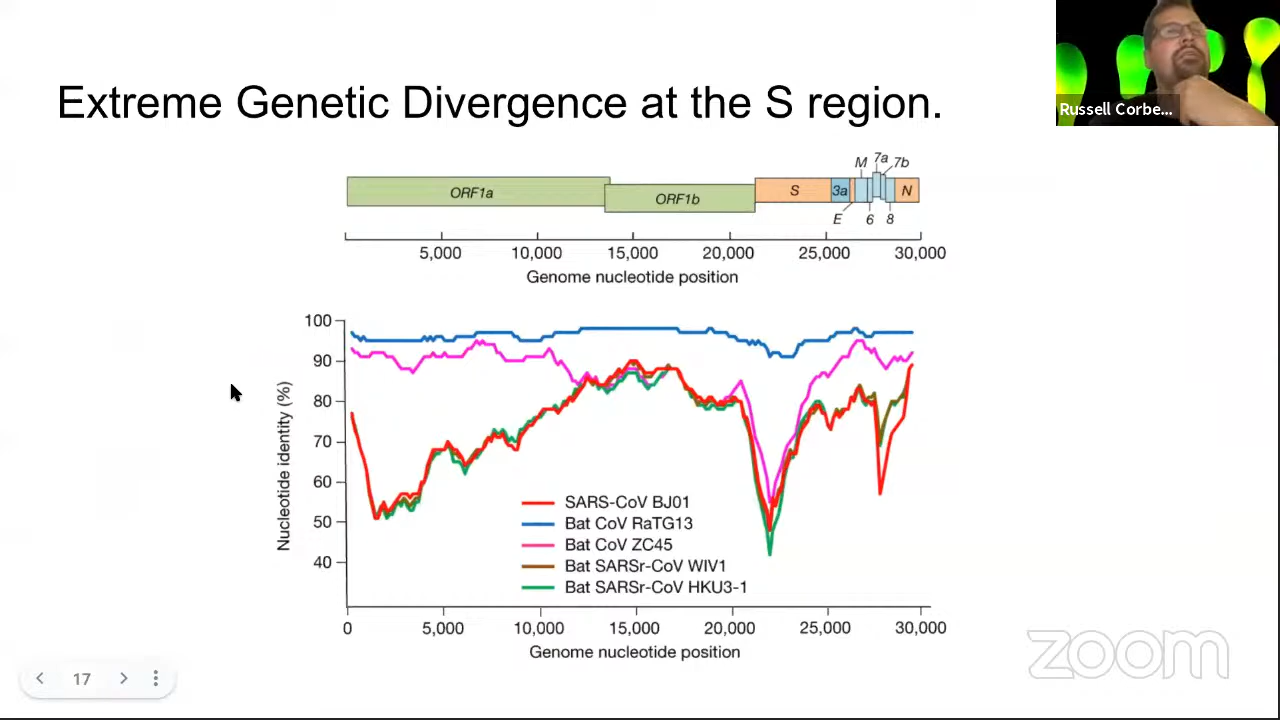 Extreme Genetic Divergence at the S region.
Russell Corbe...
M 7a 7b
ORF1a ORF1b S 3a N
E 6 8
5,000 10,000 15,000 20,000 25,000 30,000
Genome nucleotide position
100
90
80
70
60
50
40
Nucleotide identity (%)
SARS-CoV BJ01
Bat CoV RaTG13
Bat CoV ZC45
Bat SARSr-CoV WIV1
Bat SARSr-CoV HKU3-1
0 5,000 10,000 15,000 20,000 25,000 30,000
Genome nucleotide position
17
zoom